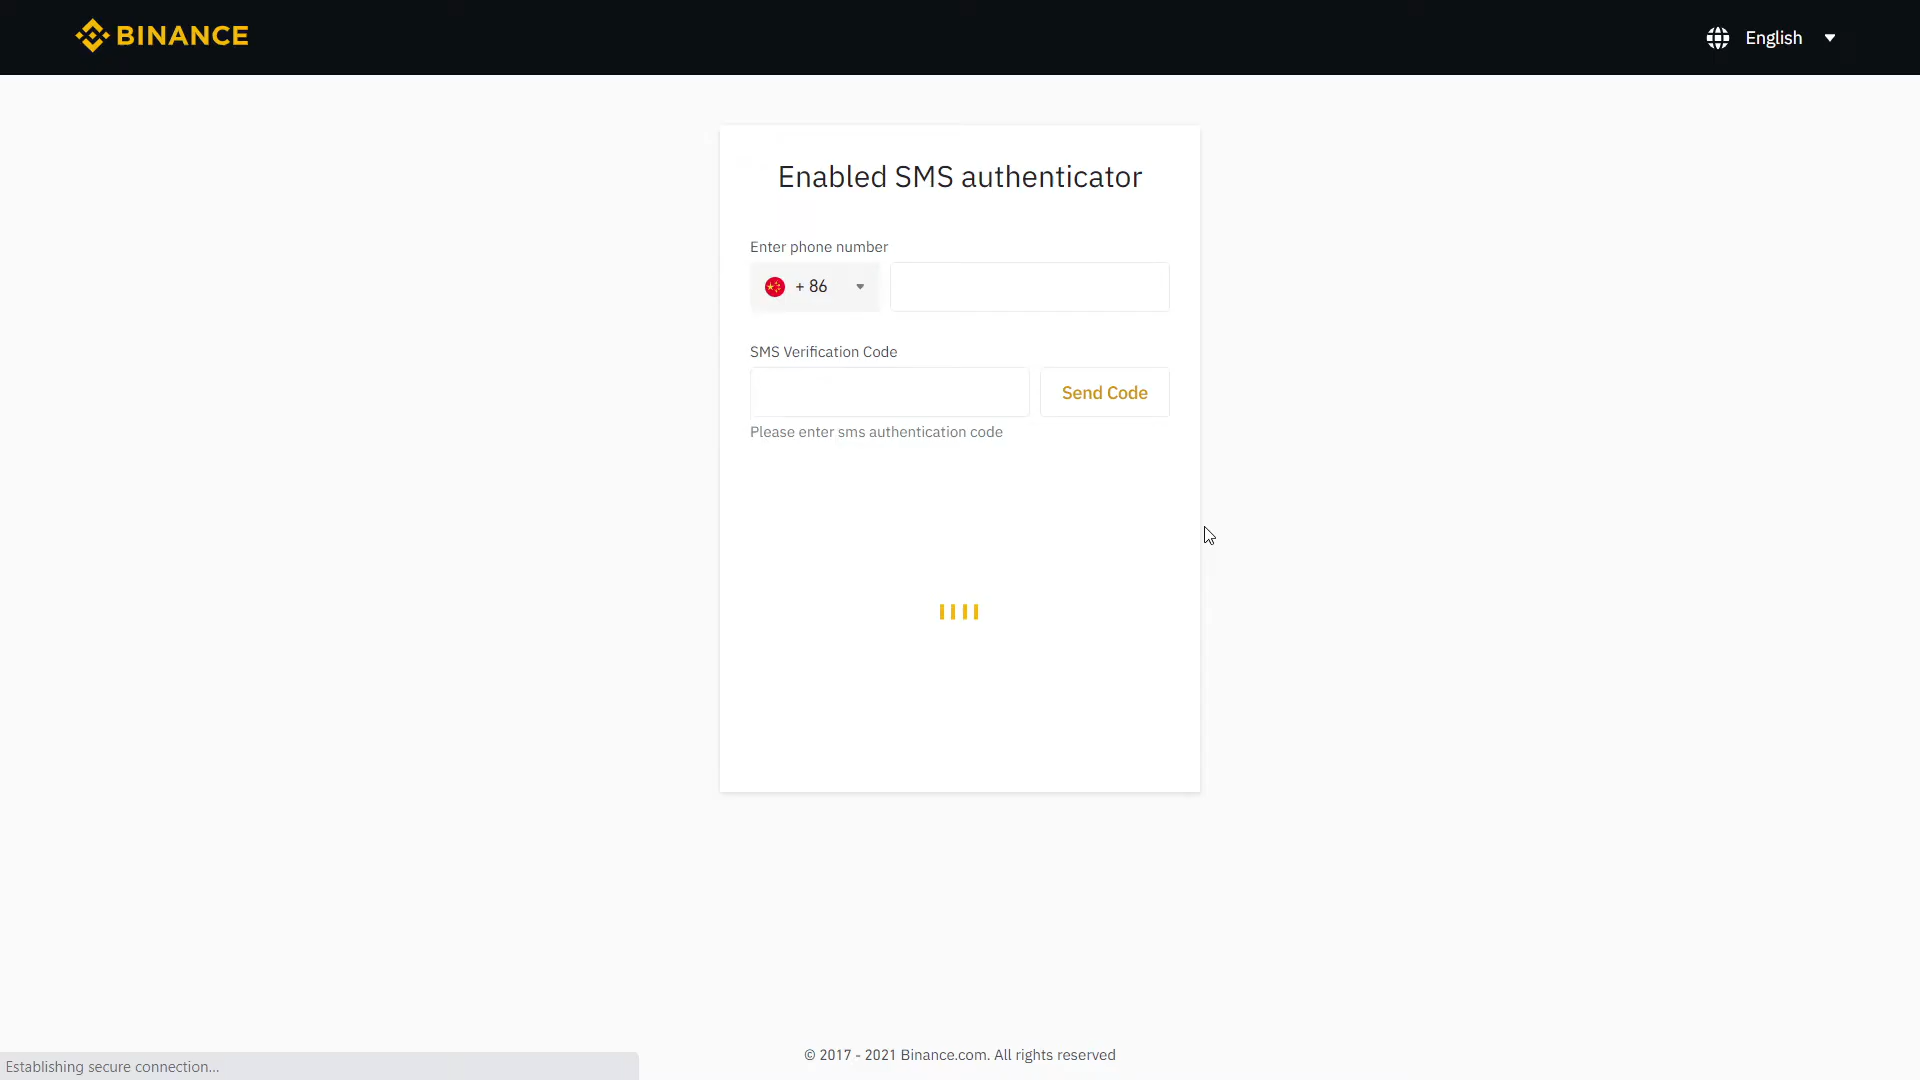 BINANCE
English
Enabled SMS authenticator
Enter phone number
+ 86
SMS Verification Code
Send Code
Please enter sms authentication code
© 2017 - 2021 Binance.com. All rights reserved
Establishing secure connection...